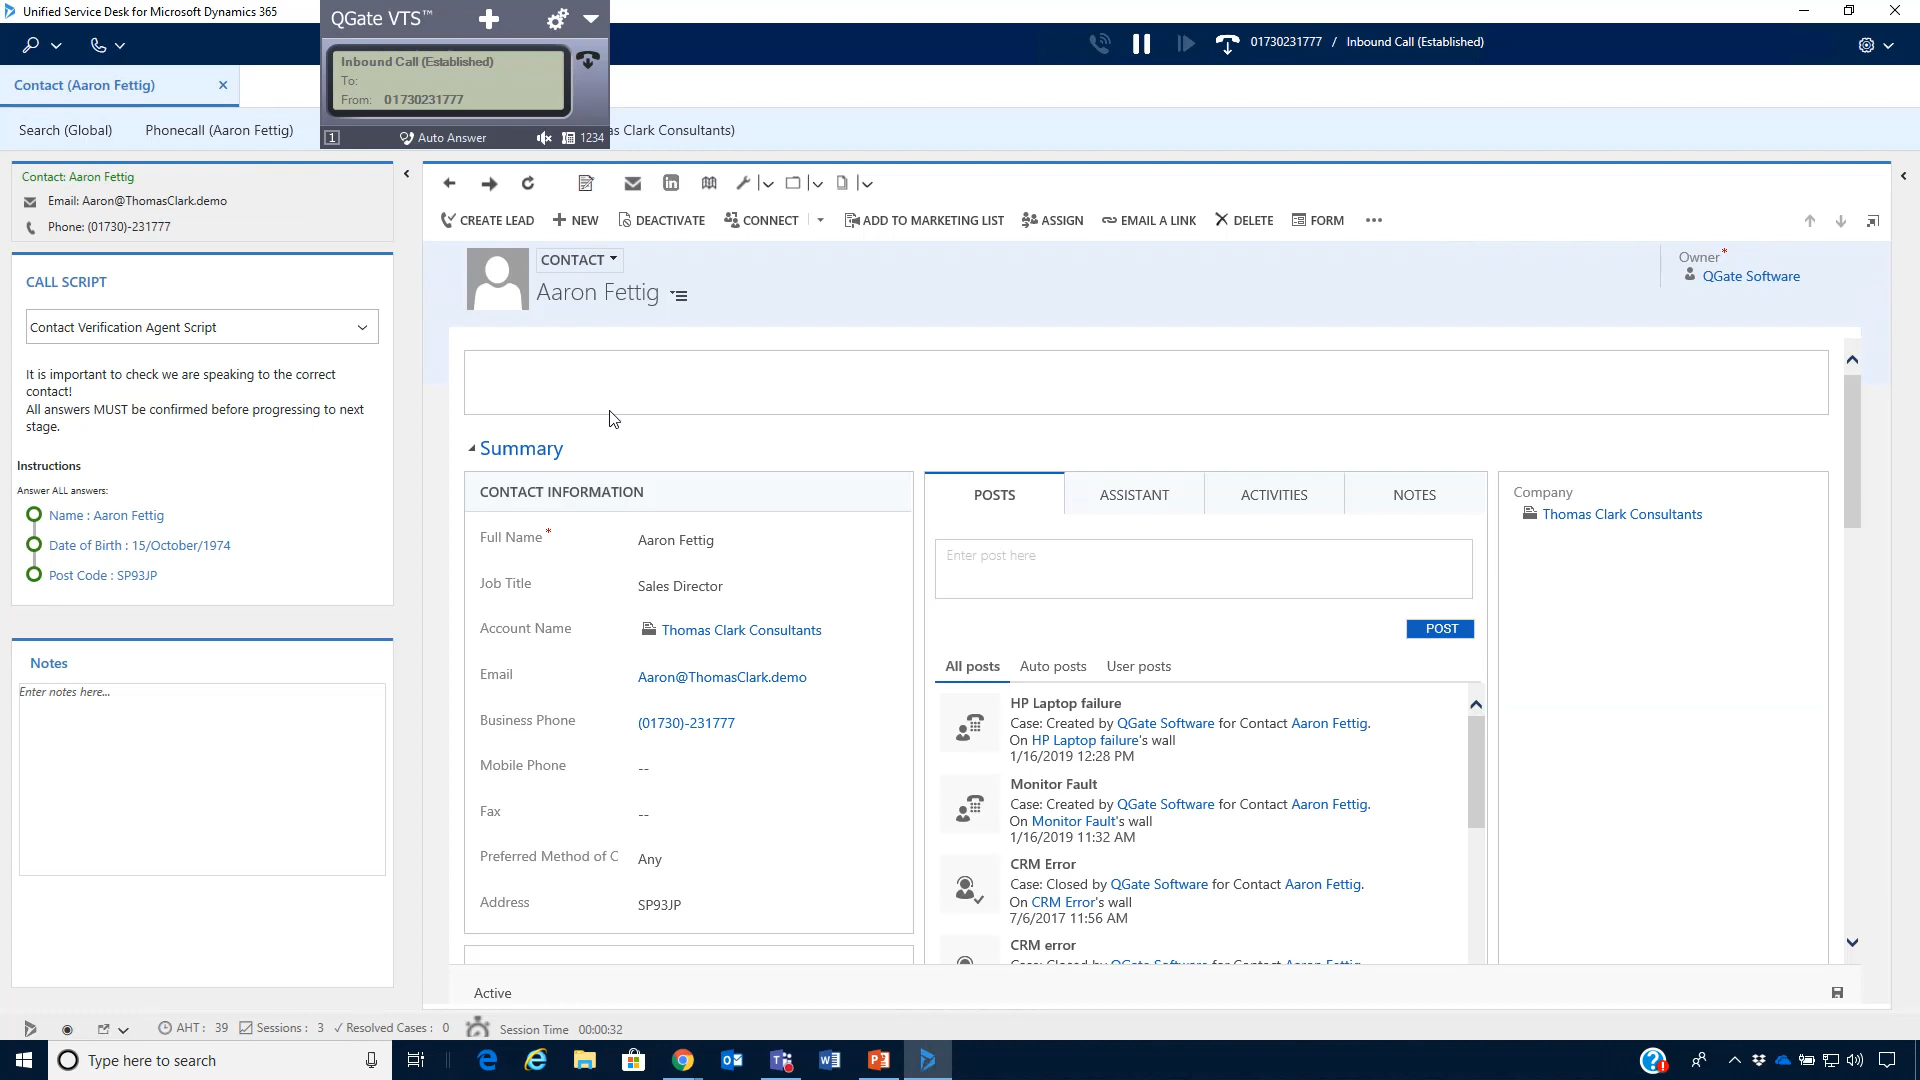 Unified Service Desk for Microsoft Dynamics 365
QGate VTS™
Inbound Call (Established)
To:
From: 01730231777
1 Auto Answer 1234
01730231777 / Inbound Call (Established)
Contact (Aaron Fettig)
Search (Global) Phonecall (Aaron Fettig) as Clark Consultants)
Contact: Aaron Fettig
Email: Aaron@ThomasClark.demo
Phone: (01730)-231777
CALL SCRIPT
Contact Verification Agent Script
It is important to check we are speaking to the correct
contact!
All answers MUST be confirmed before progressing to next
stage.
Instructions
Answer ALL answers:
Name : Aaron Fettig
Date of Birth : 15/October/1974
Post Code : SP93JP
Notes
Enter notes here...
CREATE LEAD NEW DEACTIVATE CONNECT ADD TO MARKETING LIST ASSIGN EMAIL A LINK DELETE FORM
CONTACT
Aaron Fettig
Owner*
QGate Software
Summary
CONTACT INFORMATION
Full Name* Aaron Fettig
Job Title Sales Director
Account Name Thomas Clark Consultants
Email Aaron@ThomasClark.demo
Business Phone (01730)-231777
Mobile Phone --
Fax --
Preferred Method of C Any
Address SP93JP
POSTS ASSISTANT ACTIVITIES NOTES
Enter post here
POST
All posts Auto posts User posts
HP Laptop failure
Case: Created by QGate Software for Contact Aaron Fettig.
On HP Laptop failure's wall
1/16/2019 12:28 PM
Monitor Fault
Case: Created by QGate Software for Contact Aaron Fettig.
On Monitor Fault's wall
1/16/2019 11:32 AM
CRM Error
Case: Closed by QGate Software for Contact Aaron Fettig.
On CRM Error's wall
7/6/2017 11:56 AM
CRM error
Case: Closed by QGate Software for Contact Aaron Fettig.
Company
Thomas Clark Consultants
Active
AHT : 39 Sessions : 3 ✓ Resolved Cases : 0 Session Time 00:00:32
Type here to search